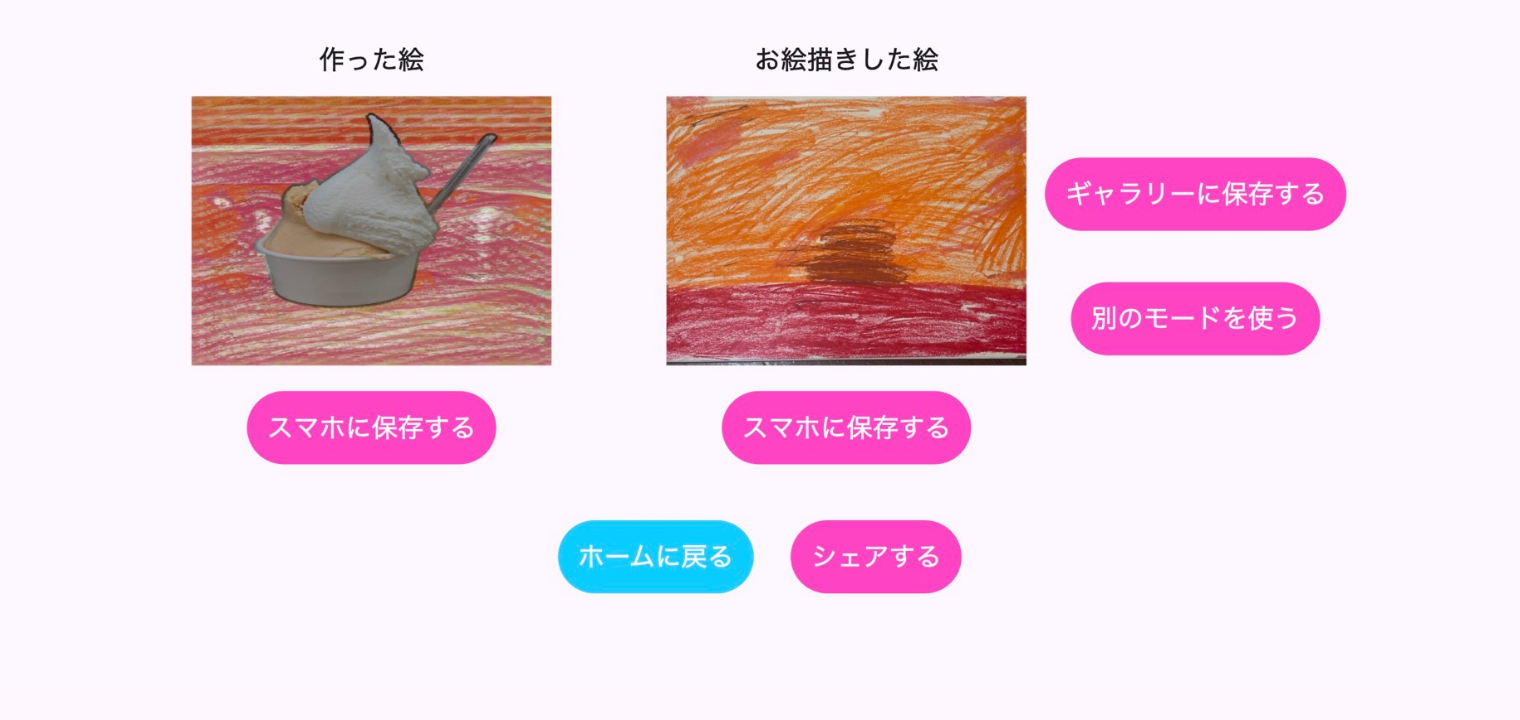 作った絵
お絵描きした絵
ギャラリーに保存する
別のモードを使う
スマホに保存する
スマホに保存する
ホームに戻る
シェアする